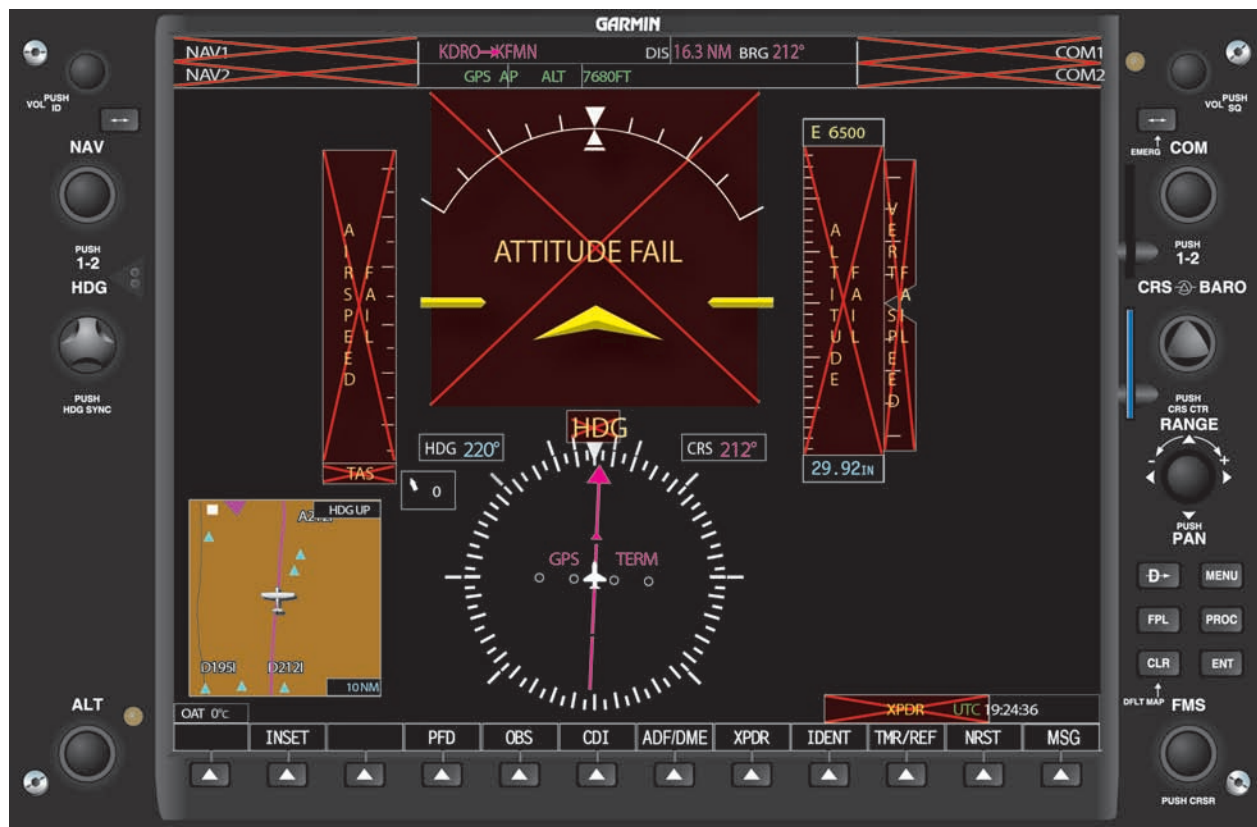 GARMIN
NAV1
KDRO→KFMN
DIS 16.3 NM BRG 212°
COM1
NAV2
GPS AP ALT 7680FT
COM2
VOL PUSH ID
VOL PUSH SQ
NAV
EMERG
COM
PUSH
1-2
PUSH
1-2
HDG
CRS BARO
PUSH
HDG SYNC
PUSH
CRS CTR
RANGE
- +
PUSH
PAN
E 6500
AIRSPEED FAIL
ATTITUDE FAIL
ALTITUDE FAIL
VERT SPEED FAIL
HDG
HDG 220°
CRS 212°
TAS
29.92IN
0
HDG UP
GPS TERM
D195I D212I
10 NM
D MENU
FPL PROC
CLR ENT
DFLT MAP FMS
ALT
OAT 0°C
XPDR
UTC 19:24:36
INSET PFD OBS CDI ADF/DME XPDR IDENT TMR/REF NRST MSG
PUSH CRSR